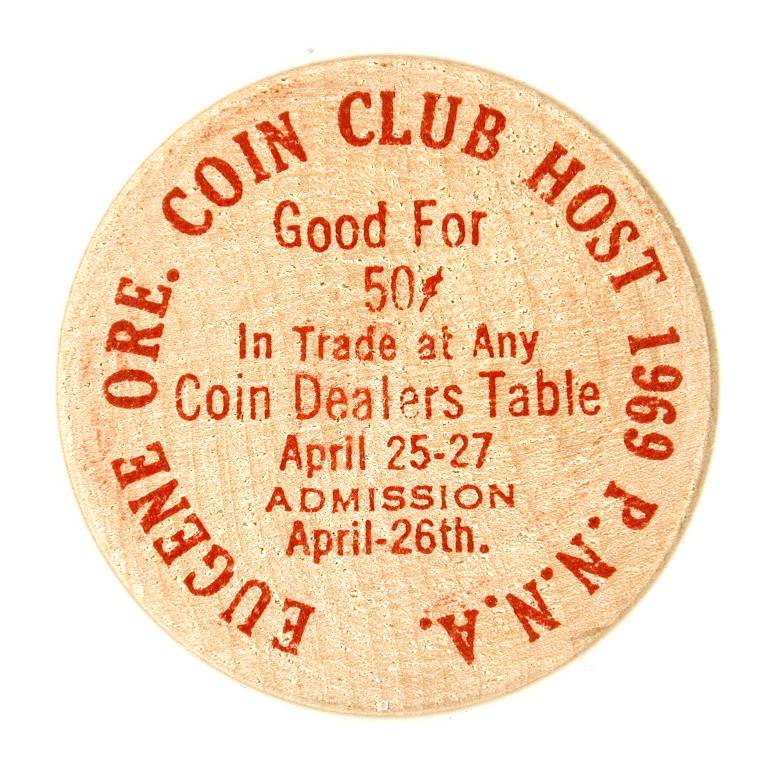 EUGENE ORE. COIN CLUB HOST 1969 P.N.N.A.
Good For
50¢
In Trade at Any
Coin Dealers Table
April 25-27
ADMISSION
April-26th.